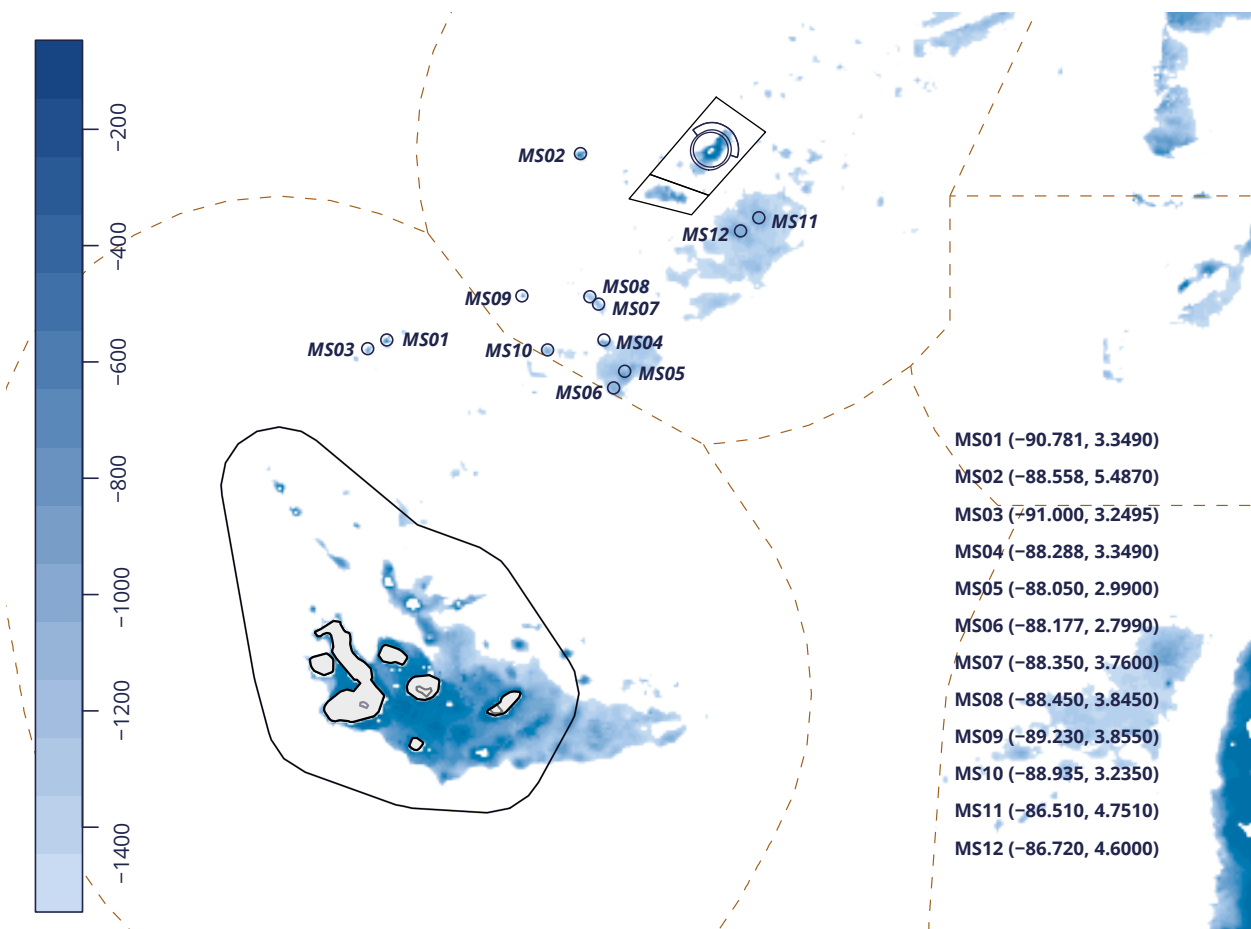 −200
−400
−600
−800
−1000
−1200
−1400
MS02
MS11
MS12
MS08
MS09
MS07
MS01
MS04
MS03
MS10
MS05
MS06
MS01 (−90.781, 3.3490)
MS02 (−88.558, 5.4870)
MS03 (−91.000, 3.2495)
MS04 (−88.288, 3.3490)
MS05 (−88.050, 2.9900)
MS06 (−88.177, 2.7990)
MS07 (−88.350, 3.7600)
MS08 (−88.450, 3.8450)
MS09 (−89.230, 3.8550)
MS10 (−88.935, 3.2350)
MS11 (−86.510, 4.7510)
MS12 (−86.720, 4.6000)